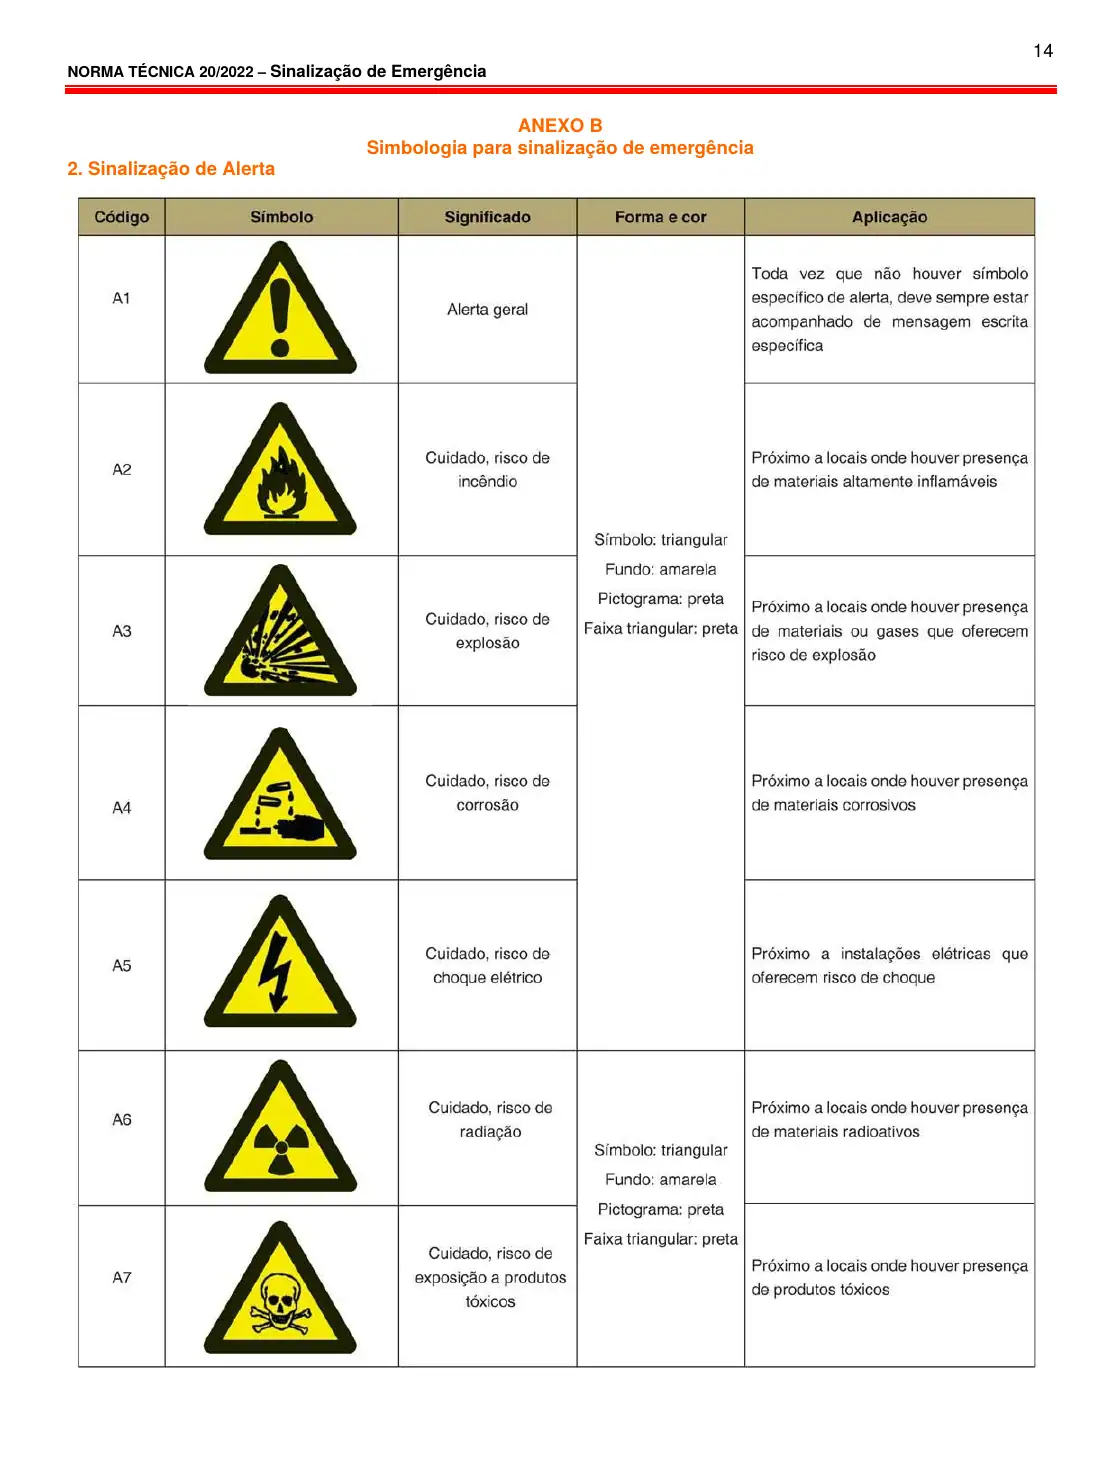 14
NORMA TÉCNICA 20/2022 – Sinalização de Emergência
ANEXO B
Simbologia para sinalização de emergência
2. Sinalização de Alerta
Código Símbolo Significado Forma e cor Aplicação
A1
Alerta geral
Toda vez que não houver símbolo
específico de alerta, deve sempre estar
acompanhado de mensagem escrita
específica
A2
Cuidado, risco de
incêndio
Próximo a locais onde houver presença
de materiais altamente inflamáveis
Símbolo: triangular
Fundo: amarela
Pictograma: preta
Faixa triangular: preta
A3
Cuidado, risco de
explosão
Próximo a locais onde houver presença
de materiais ou gases que oferecem
risco de explosão
A4
Cuidado, risco de
corrosão
Próximo a locais onde houver presença
de materiais corrosivos
A5
Cuidado, risco de
choque elétrico
Próximo a instalações elétricas que
oferecem risco de choque
A6
Cuidado, risco de
radiação
Próximo a locais onde houver presença
de materiais radioativos
Símbolo: triangular
Fundo: amarela
Pictograma: preta
Faixa triangular: preta
A7
Cuidado, risco de
exposição a produtos
tóxicos
Próximo a locais onde houver presença
de produtos tóxicos